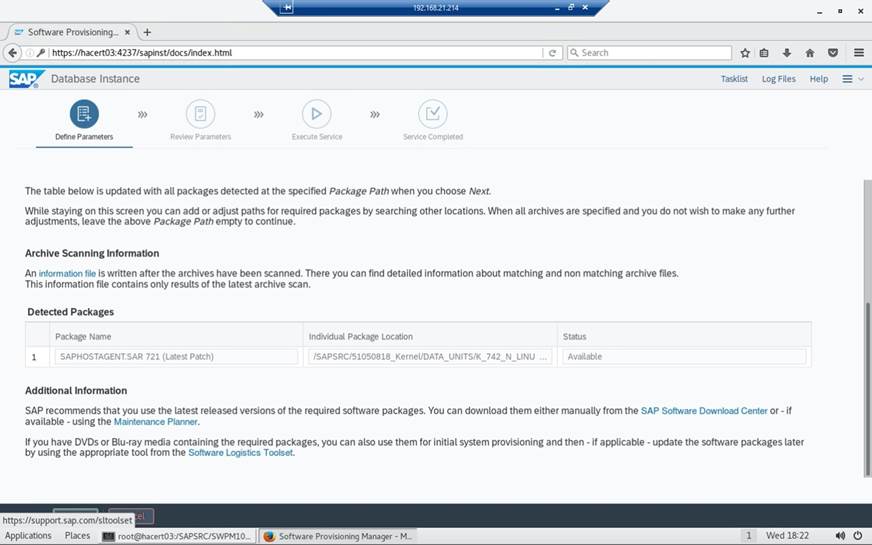 192.168.21.214
Software Provisioning...
https://hacert03:4237/sapinst/docs/index.html
Search
SAP Database Instance
Tasklist Log Files Help
Define Parameters Review Parameters Execute Service Service Completed
The table below is updated with all packages detected at the specified Package Path when you choose Next.
While staying on this screen you can add or adjust paths for required packages by searching other locations. When all archives are specified and you do not wish to make any further
adjustments, leave the above Package Path empty to continue.
Archive Scanning Information
An information file is written after the archives have been scanned. There you can find detailed information about matching and non matching archive files.
This information file contains only results of the latest archive scan.
Detected Packages
Package Name Individual Package Location Status
1 SAPHOSTAGENT.SAR 721 (Latest Patch) /SAPSRC/51050818_Kernel/DATA_UNITS/K_742_N_LINU ... Available
Additional Information
SAP recommends that you use the latest released versions of the required software packages. You can download them either manually from the SAP Software Download Center or - if
available - using the Maintenance Planner.
If you have DVDs or Blu-ray media containing the required packages, you can also use them for initial system provisioning and then - if applicable - update the software packages later
by using the appropriate tool from the Software Logistics Toolset.
https://support.sap.com/sltoolset
Applications Places root@hacert03:/SAPSRC/SWPM10... Software Provisioning Manager - M... 1 Wed 18:22